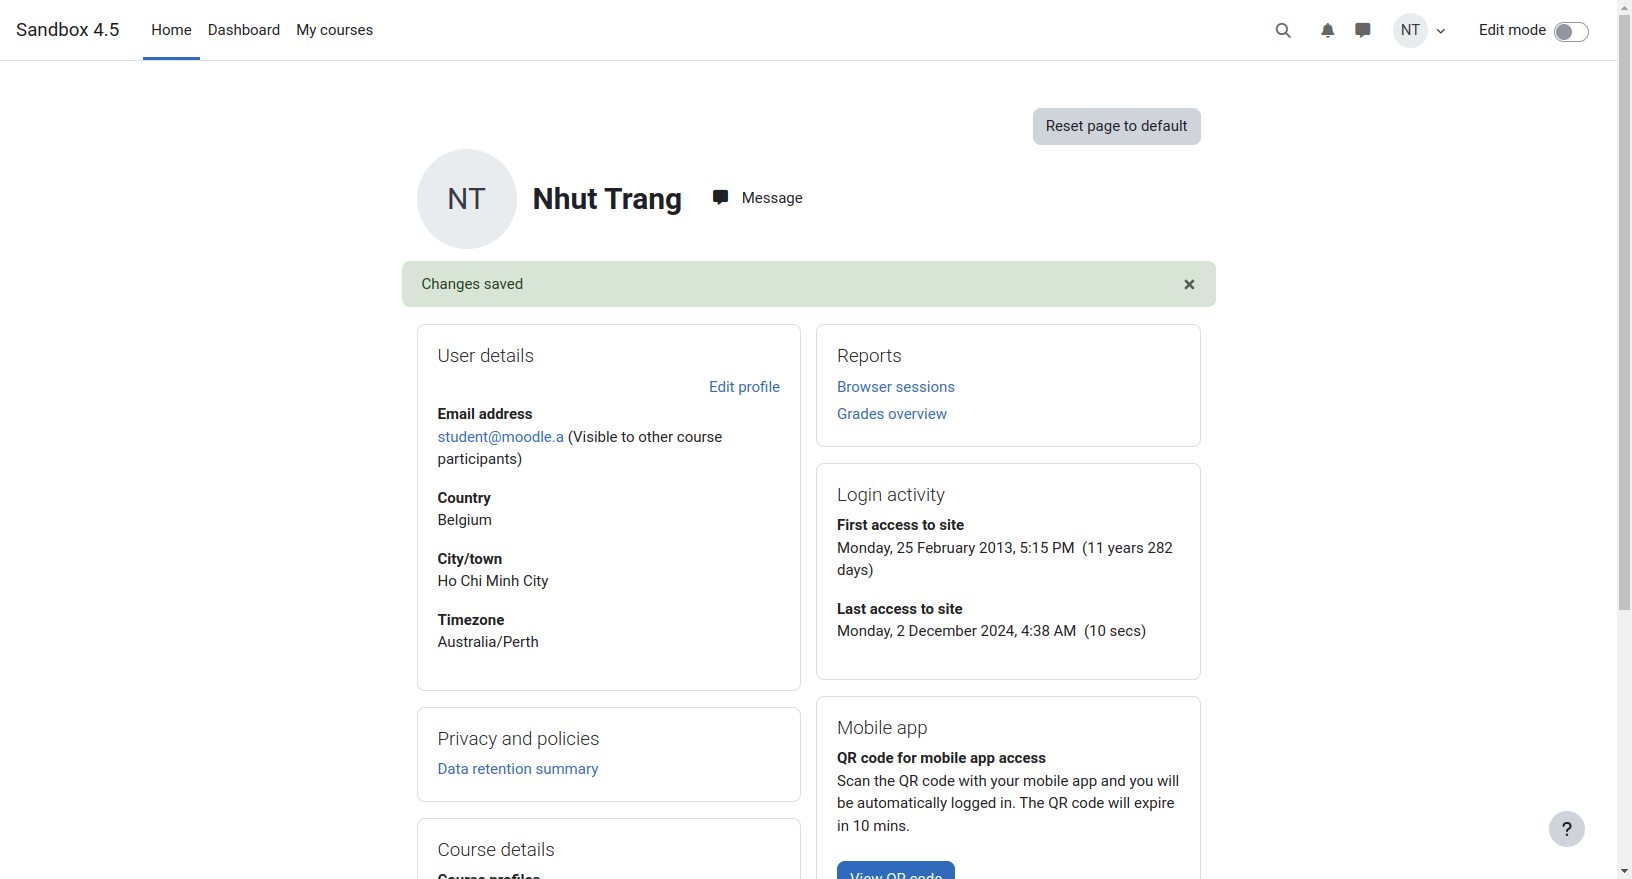 Sandbox 4.5
Home
Dashboard
My courses
NT
Edit mode
Reset page to default
NT
Nhut Trang
Message
Changes saved
×
User details
Edit profile
Email address
student@moodle.a (Visible to other course
participants)
Country
Belgium
City/town
Ho Chi Minh City
Timezone
Australia/Perth
Privacy and policies
Data retention summary
Course details
Course profiles
Reports
Browser sessions
Grades overview
Login activity
First access to site
Monday, 25 February 2013, 5:15 PM  (11 years 282
days)
Last access to site
Monday, 2 December 2024, 4:38 AM  (10 secs)
Mobile app
QR code for mobile app access
Scan the QR code with your mobile app and you will
be automatically logged in. The QR code will expire
in 10 mins.
View QR code
?